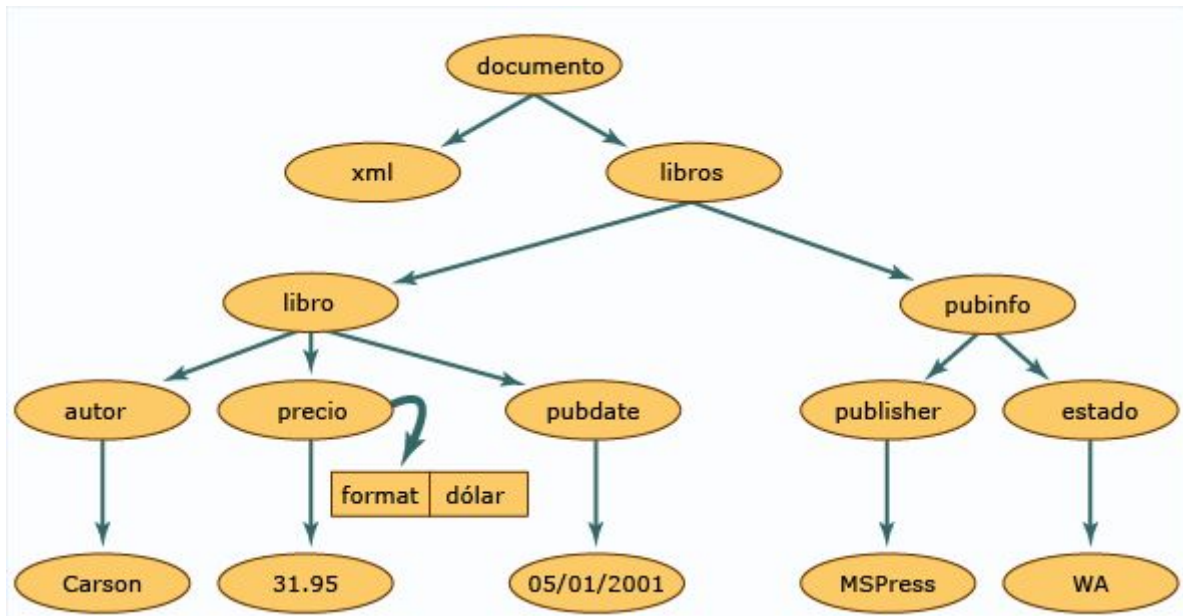 documento
xml
libros
libro
pubinfo
autor
precio
pubdate
publisher
estado
format
dólar
Carson
31.95
05/01/2001
MSPress
WA